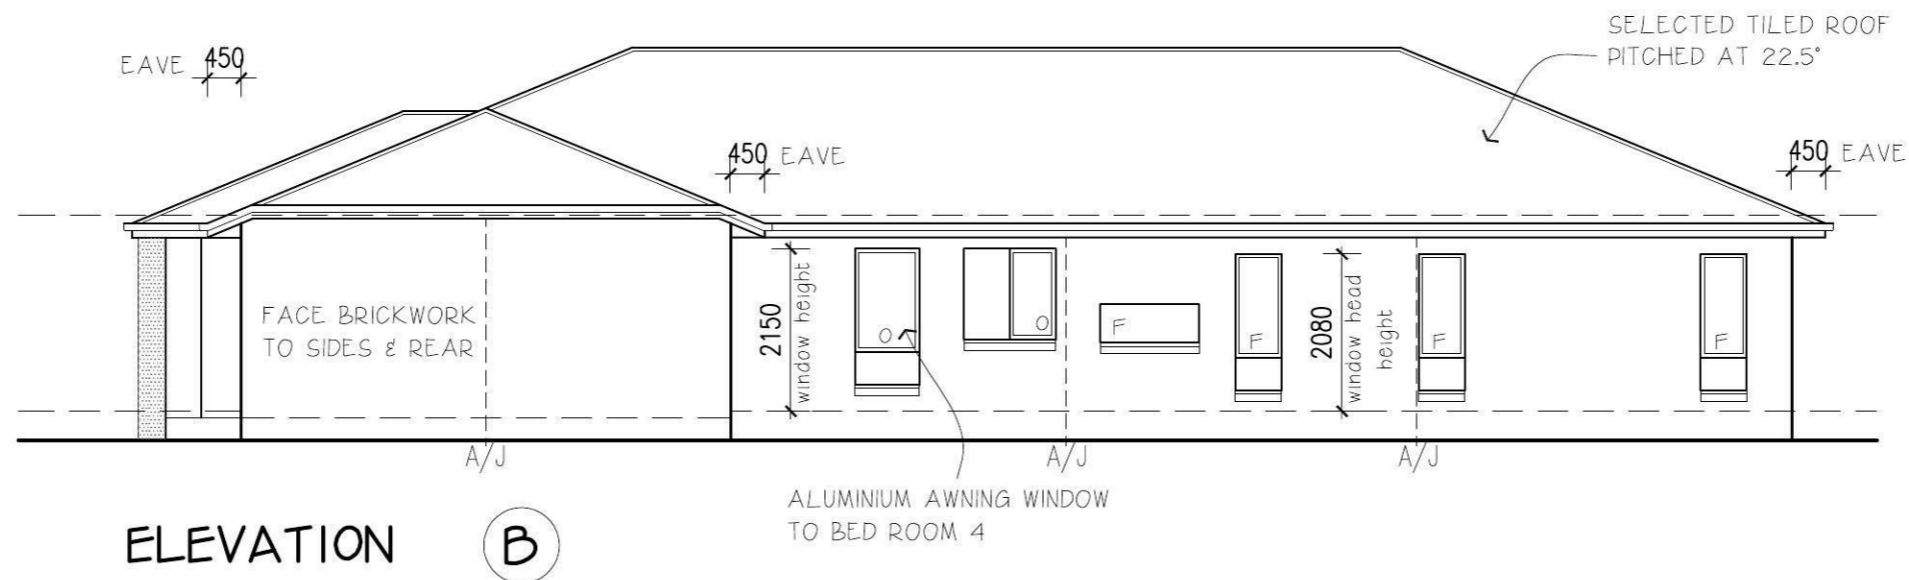 SELECTED TILED ROOF
PITCHED AT 22.5°
EAVE 450
450 EAVE
450 EAVE
FACE BRICKWORK
TO SIDES & REAR
2150
window height
O
O
F
F
2080
window head
height
F
F
A/J
A/J
A/J
ALUMINIUM AWNING WINDOW
TO BED ROOM 4
ELEVATION B